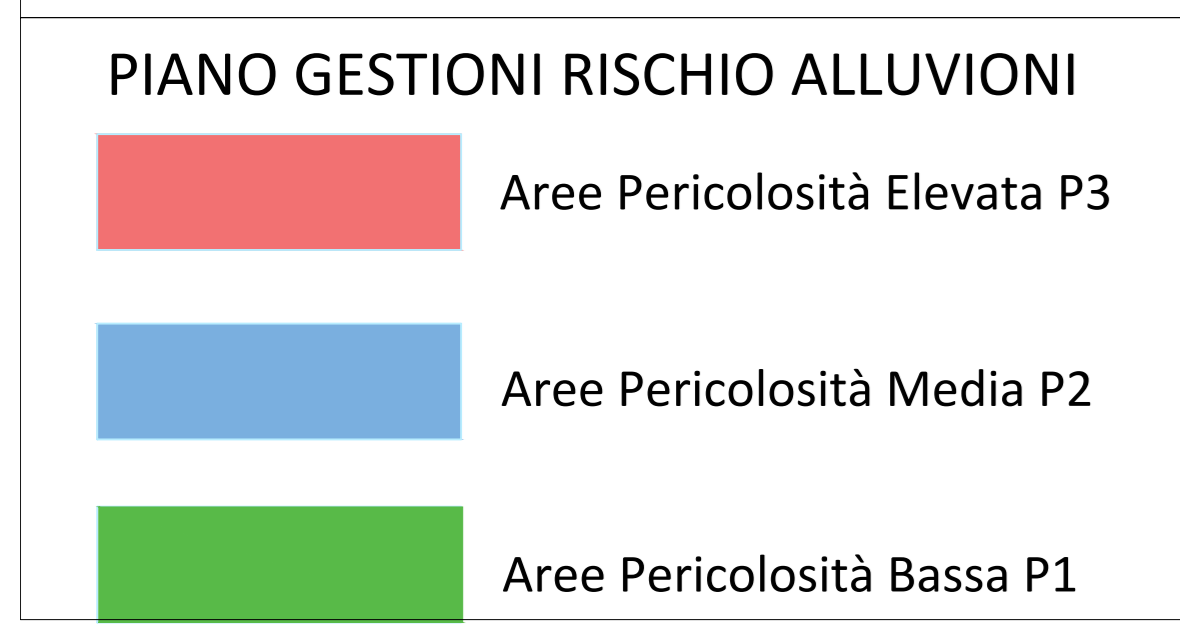 PIANO GESTIONI RISCHIO ALLUVIONI
Aree Pericolosità Elevata P3
Aree Pericolosità Media P2
Aree Pericolosità Bassa P1